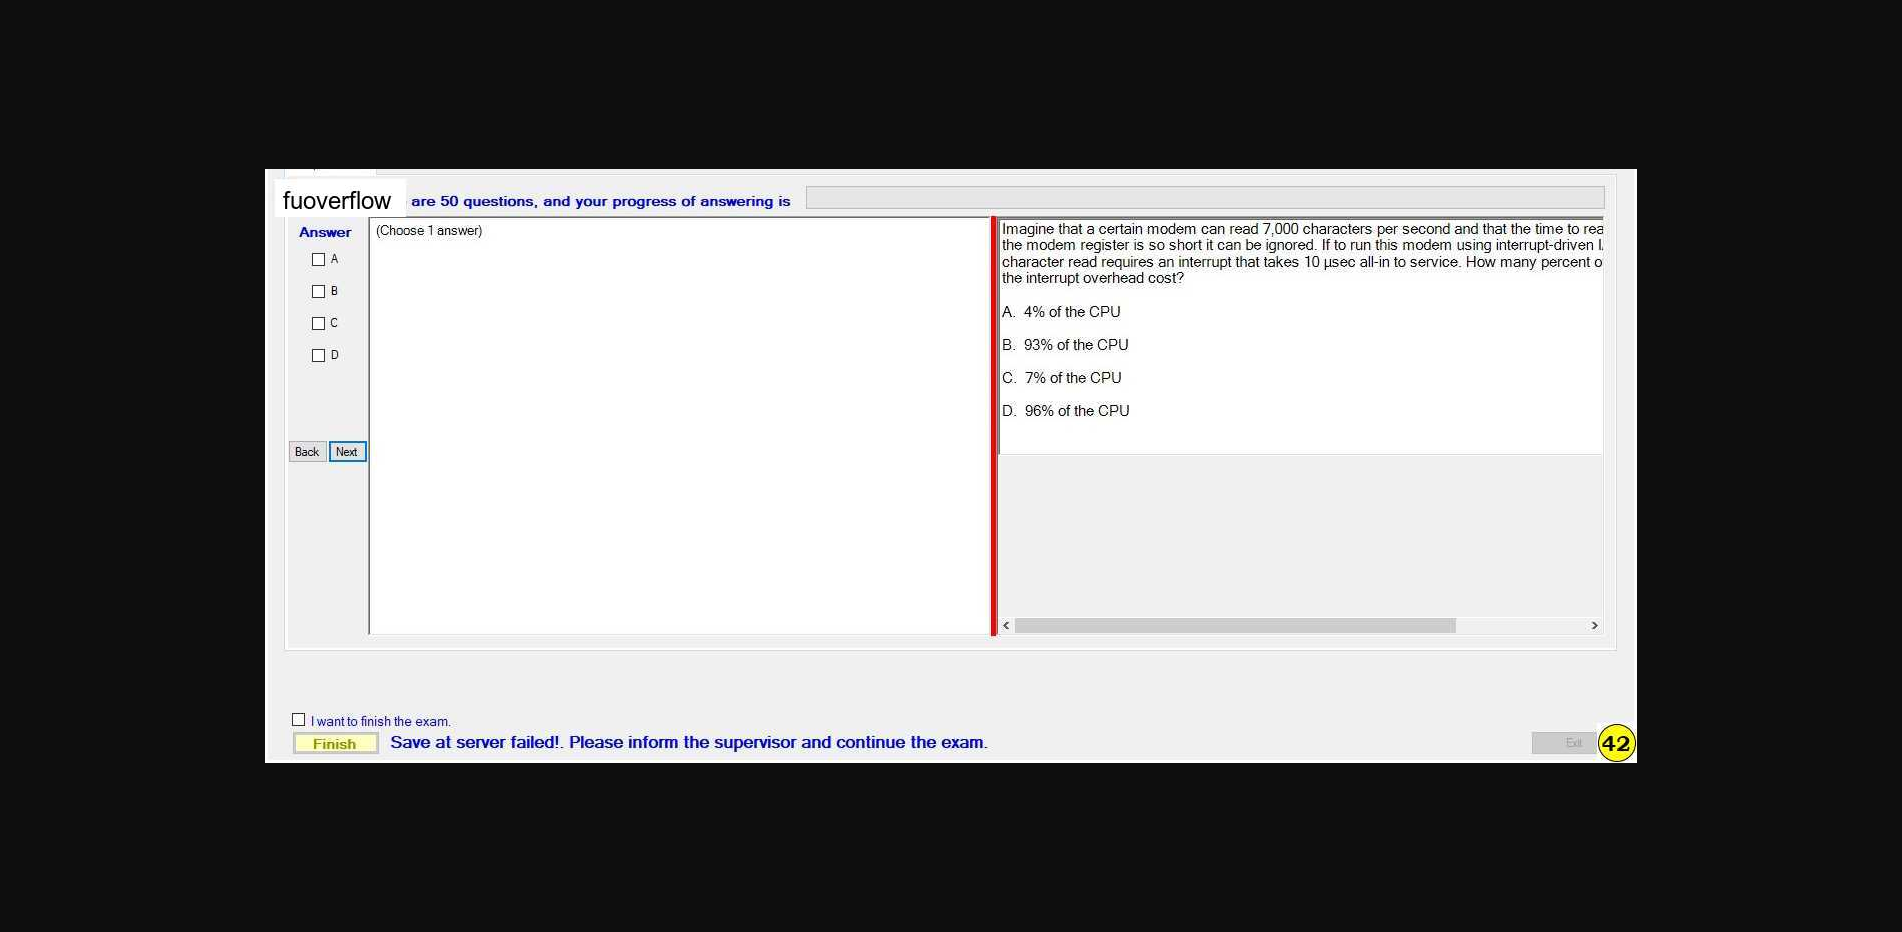 fuoverflow are 50 questions, and your progress of answering is
Answer
A
B
C
D
Back Next
(Choose 1 answer)
Imagine that a certain modem can read 7,000 characters per second and that the time to rea
the modem register is so short it can be ignored. If to run this modem using interrupt-driven I
character read requires an interrupt that takes 10 µsec all-in to service. How many percent o
the interrupt overhead cost?
A. 4% of the CPU
B. 93% of the CPU
C. 7% of the CPU
D. 96% of the CPU
I want to finish the exam.
Finish Save at server failed!. Please inform the supervisor and continue the exam.
Exit 42